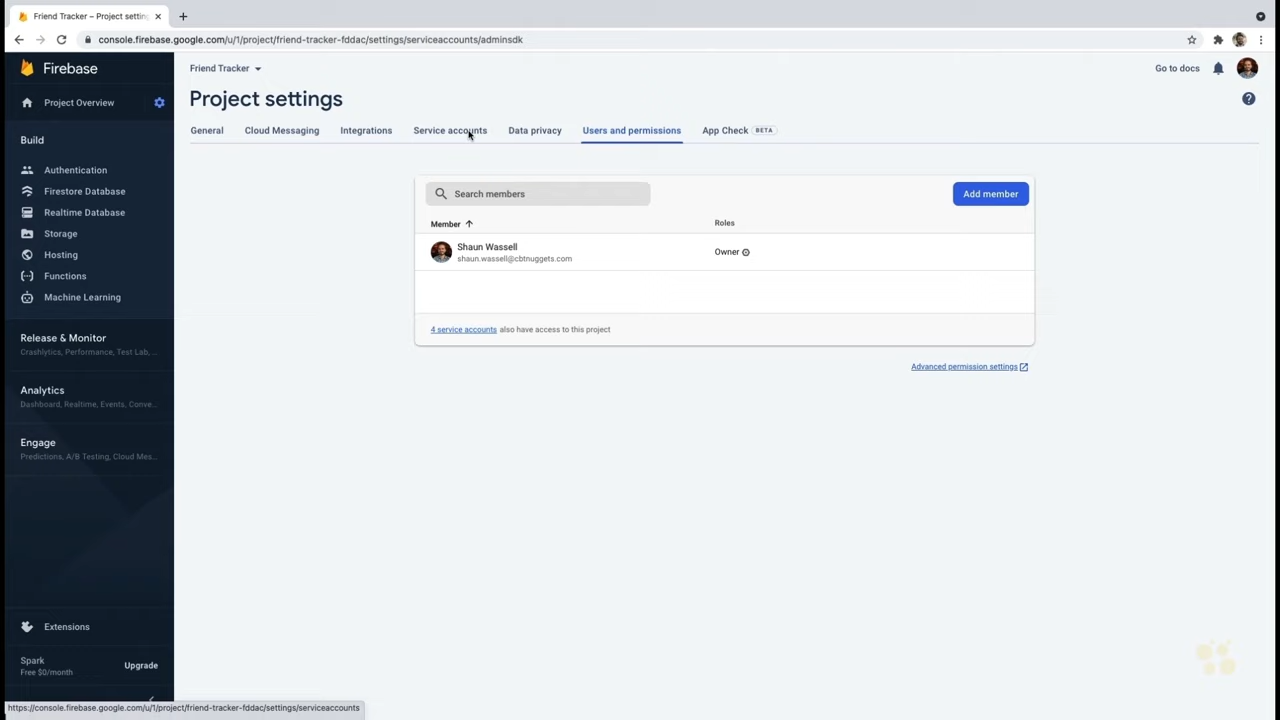 Friend Tracker – Project setting
console.firebase.google.com/u/1/project/friend-tracker-fddac/settings/serviceaccounts/adminsdk
Firebase
Friend Tracker
Go to docs
Project Overview
Project settings
General
Cloud Messaging
Integrations
Service accounts
Data privacy
Users and permissions
App Check
BETA
Build
Authentication
Firestore Database
Realtime Database
Storage
Hosting
Functions
Machine Learning
Search members
Add member
Member
Roles
Shaun Wassell
shaun.wassell@cbtnuggets.com
Owner
4 service accounts also have access to this project
Advanced permission settings
Release & Monitor
Crashlytics, Performance, Test Lab, ...
Analytics
Dashboard, Realtime, Events, Conve...
Engage
Predictions, A/B Testing, Cloud Mes...
Extensions
Spark
Free $0/month
Upgrade
https://console.firebase.google.com/u/1/project/friend-tracker-fddac/settings/serviceaccounts